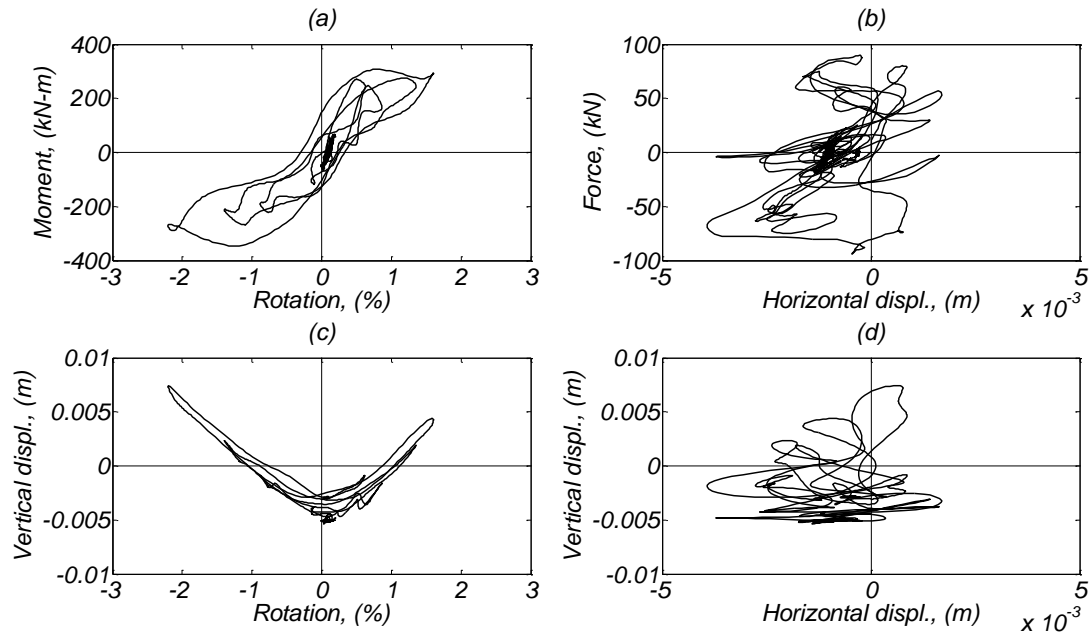 (a)
Moment, (kN-m)
400
200
0
-200
-400
-3 -2 -1 0 1 2 3
Rotation, (%)
(b)
Force, (kN)
100
50
0
-50
-100
-5 0 5
Horizontal displ., (m)
x 10-3
(c)
Vertical displ., (m)
0.01
0.005
0
-0.005
-0.01
-3 -2 -1 0 1 2 3
Rotation, (%)
(d)
Vertical displ., (m)
0.01
0.005
0
-0.005
-0.01
-5 0 5
Horizontal displ., (m)
x 10-3